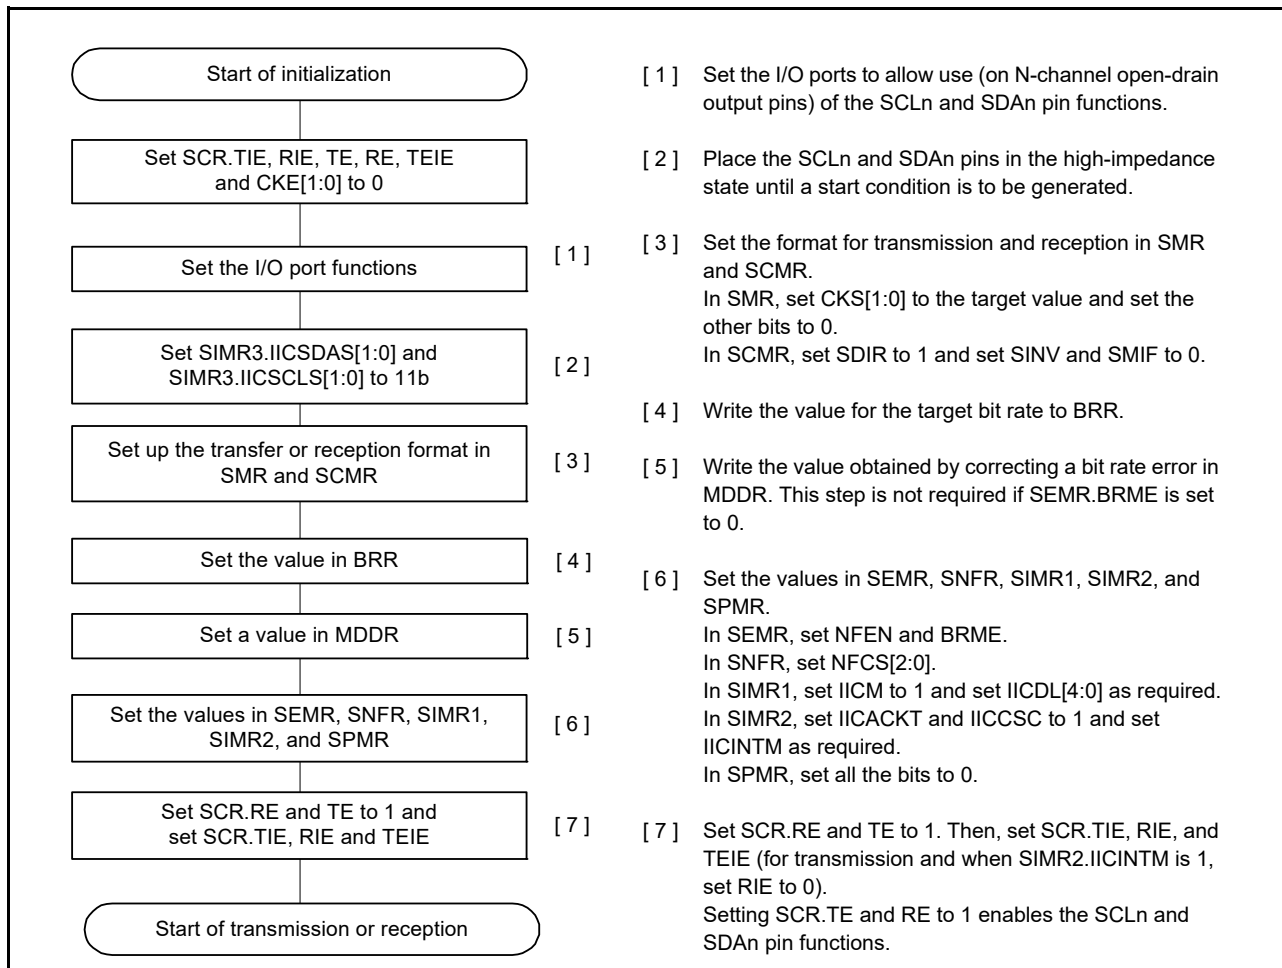 Start of initialization
Set SCR.TIE, RIE, TE, RE, TEIE
and CKE[1:0] to 0
Set the I/O port functions
[ 1 ]
Set SIMR3.IICSDAS[1:0] and
SIMR3.IICSCLS[1:0] to 11b
[ 2 ]
Set up the transfer or reception format in
SMR and SCMR
[ 3 ]
Set the value in BRR
[ 4 ]
Set a value in MDDR
[ 5 ]
Set the values in SEMR, SNFR, SIMR1,
SIMR2, and SPMR
[ 6 ]
Set SCR.RE and TE to 1 and
set SCR.TIE, RIE and TEIE
[ 7 ]
Start of transmission or reception
[ 1 ] Set the I/O ports to allow use (on N-channel open-drain
output pins) of the SCLn and SDAn pin functions.
[ 2 ] Place the SCLn and SDAn pins in the high-impedance
state until a start condition is to be generated.
[ 3 ] Set the format for transmission and reception in SMR
and SCMR.
In SMR, set CKS[1:0] to the target value and set the
other bits to 0.
In SCMR, set SDIR to 1 and set SINV and SMIF to 0.
[ 4 ] Write the value for the target bit rate to BRR.
[ 5 ] Write the value obtained by correcting a bit rate error in
MDDR. This step is not required if SEMR.BRME is set
to 0.
[ 6 ] Set the values in SEMR, SNFR, SIMR1, SIMR2, and
SPMR.
In SEMR, set NFEN and BRME.
In SNFR, set NFCS[2:0].
In SIMR1, set IICM to 1 and set IICDL[4:0] as required.
In SIMR2, set IICACKT and IICCSC to 1 and set
IICINTM as required.
In SPMR, set all the bits to 0.
[ 7 ] Set SCR.RE and TE to 1. Then, set SCR.TIE, RIE, and
TEIE (for transmission and when SIMR2.IICINTM is 1,
set RIE to 0).
Setting SCR.TE and RE to 1 enables the SCLn and
SDAn pin functions.